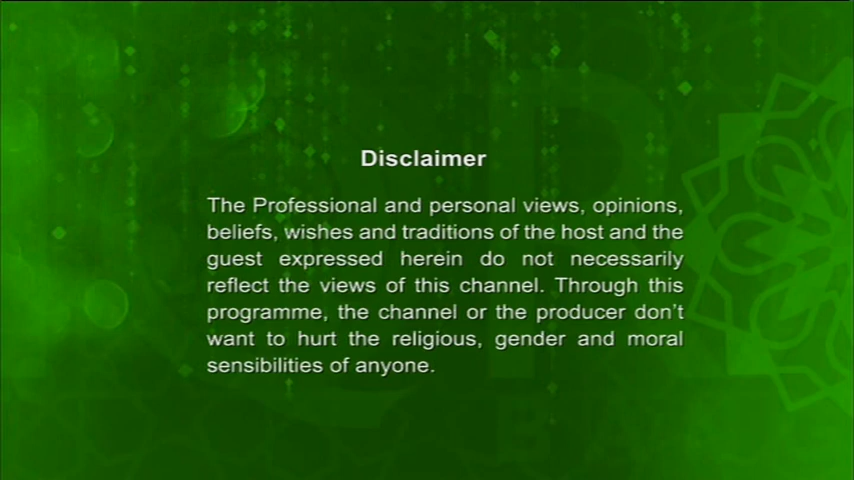 Disclaimer
The Professional and personal views, opinions,
beliefs, wishes and traditions of the host and the
guest expressed herein do not necessarily
reflect the views of this channel. Through this
programme, the channel or the producer don't
want to hurt the religious, gender and moral
sensibilities of anyone.